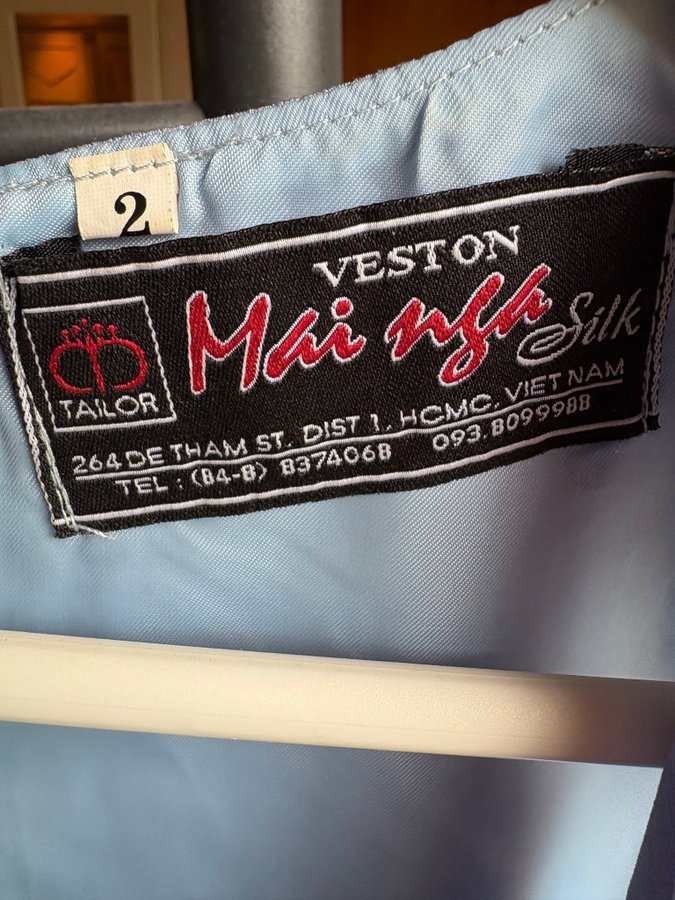 2
VESTON
Mai nga Silk
TAILOR
264 DE THAM ST. DIST 1, HCMC. VIET NAM
TEL : (84-8) 8374068 093.8099988